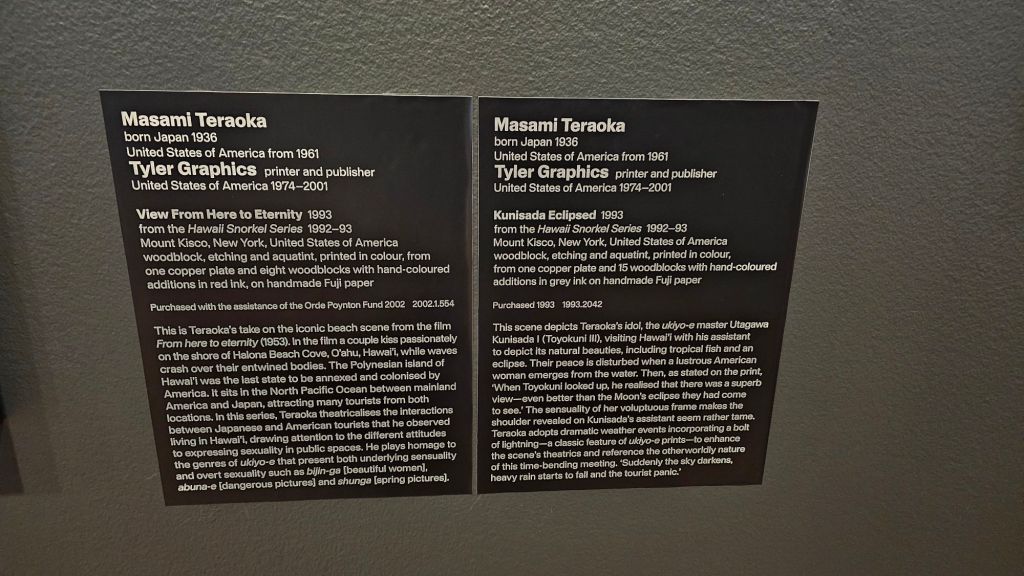 Masami Teraoka
born Japan 1936
United States of America from 1961
Tyler Graphics printer and publisher
United States of America 1974–2001
View From Here to Eternity 1993
from the Hawaii Snorkel Series 1992–93
Mount Kisco, New York, United States of America
woodblock, etching and aquatint, printed in colour, from
one copper plate and eight woodblocks with hand-coloured
additions in red ink, on handmade Fuji paper
Purchased with the assistance of the Orde Poynton Fund 2002 2002.1.554
This is Teraoka's take on the iconic beach scene from the film
From here to eternity (1953). In the film a couple kiss passionately
on the shore of Halona Beach Cove, O'ahu, Hawai'i, while waves
crash over their entwined bodies. The Polynesian island of
Hawai'i was the last state to be annexed and colonised by
America. It sits in the North Pacific Ocean between mainland
America and Japan, attracting many tourists from both
locations. In this series, Teraoka theatricalises the interactions
between Japanese and American tourists that he observed
living in Hawai'i, drawing attention to the different attitudes
to expressing sexuality in public spaces. He plays homage to
the genres of ukiyo-e that present both underlying sensuality
and overt sexuality such as bijin-ga [beautiful women],
abuna-e [dangerous pictures] and shunga [spring pictures].
Masami Teraoka
born Japan 1936
United States of America from 1961
Tyler Graphics printer and publisher
United States of America 1974–2001
Kunisada Eclipsed 1993
from the Hawaii Snorkel Series 1992–93
Mount Kisco, New York, United States of America
woodblock, etching and aquatint, printed in colour,
from one copper plate and 15 woodblocks with hand-coloured
additions in grey ink on handmade Fuji paper
Purchased 1993 1993.2042
This scene depicts Teraoka's idol, the ukiyo-e master Utagawa
Kunisada I (Toyokuni III), visiting Hawai'i with his assistant
to depict its natural beauties, including tropical fish and an
eclipse. Their peace is disturbed when a lustrous American
woman emerges from the water. Then, as stated on the print,
'When Toyokuni looked up, he realised that there was a superb
view—even better than the Moon's eclipse they had come
to see.' The sensuality of her voluptuous frame makes the
shoulder revealed on Kunisada's assistant seem rather tame.
Teraoka adopts dramatic weather events incorporating a bolt
of lightning—a classic feature of ukiyo-e prints—to enhance
the scene's theatrics and reference the otherworldly nature
of this time-bending meeting. 'Suddenly the sky darkens,
heavy rain starts to fall and the tourist panic.'